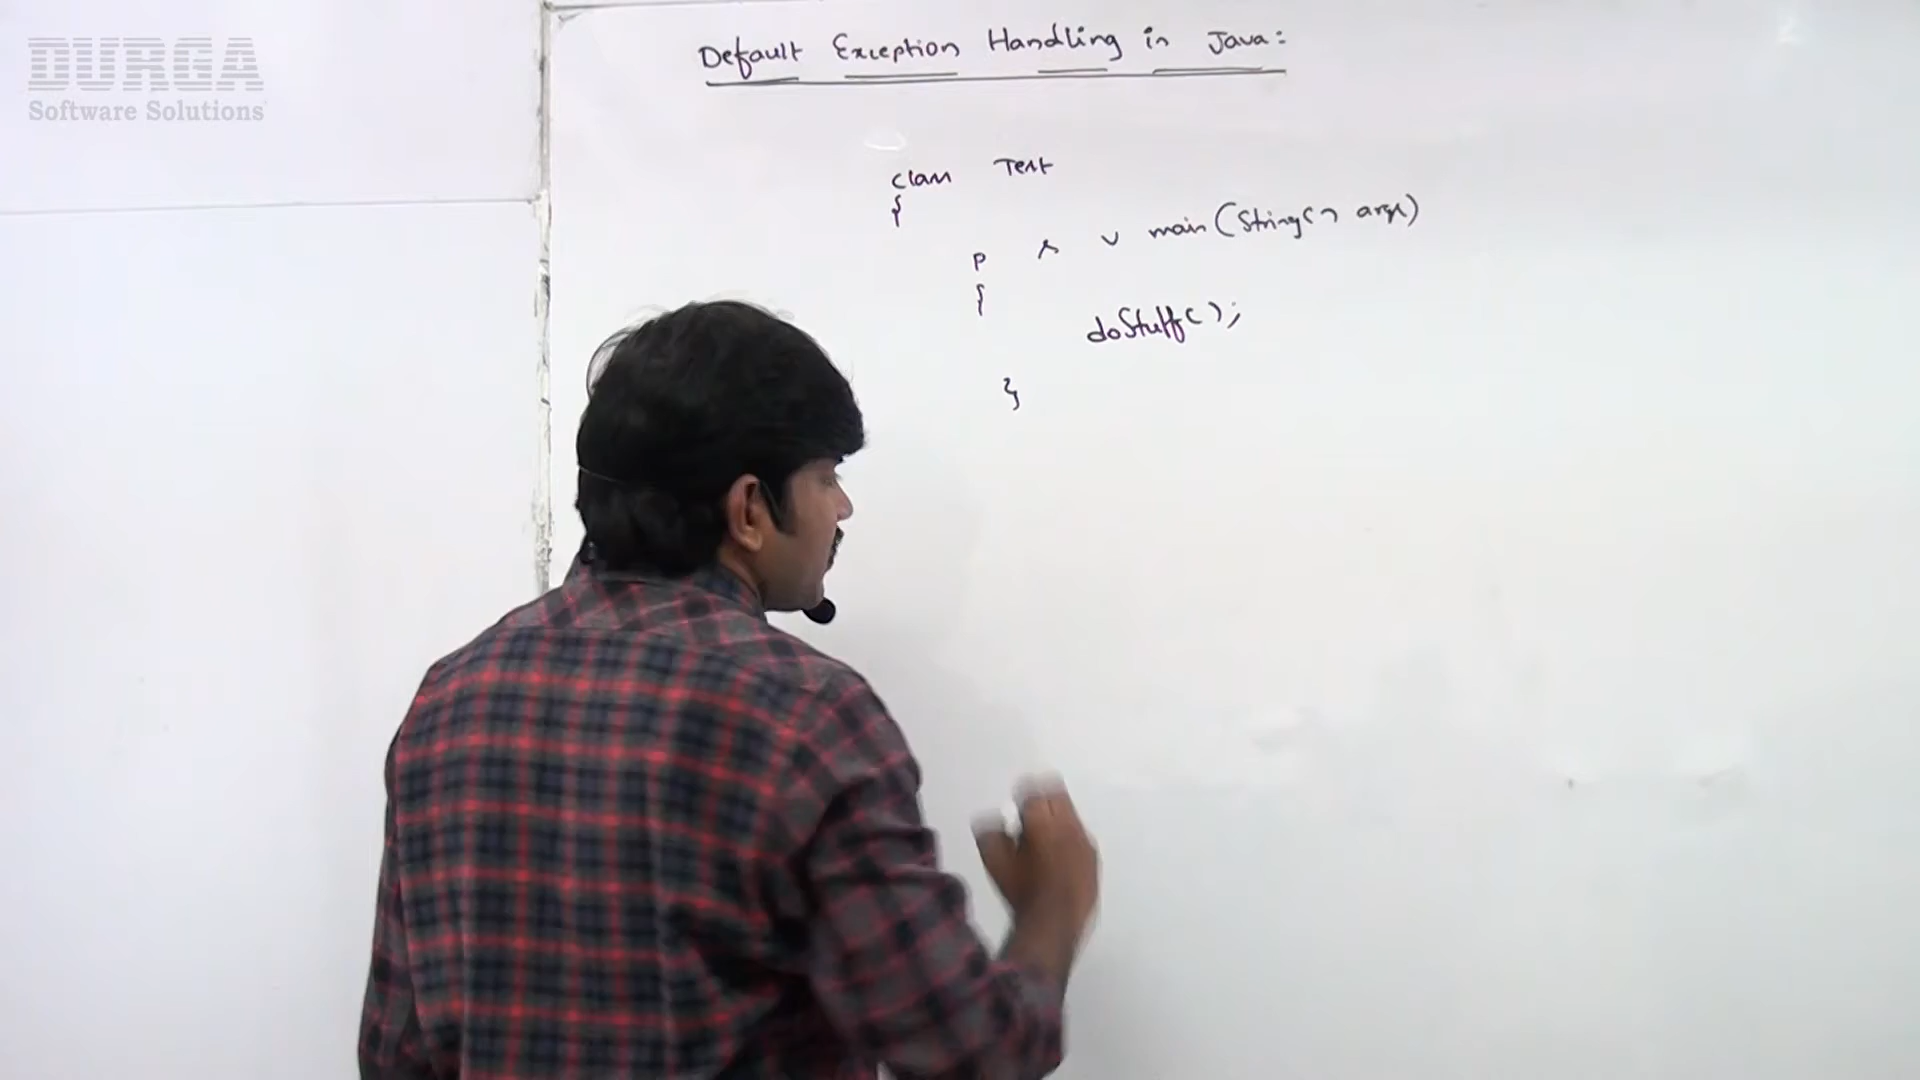 DURGA
Software Solutions
Default Exception Handling in Java:
class Test
{
p s v main(String[] args)
{
doStuff();
}